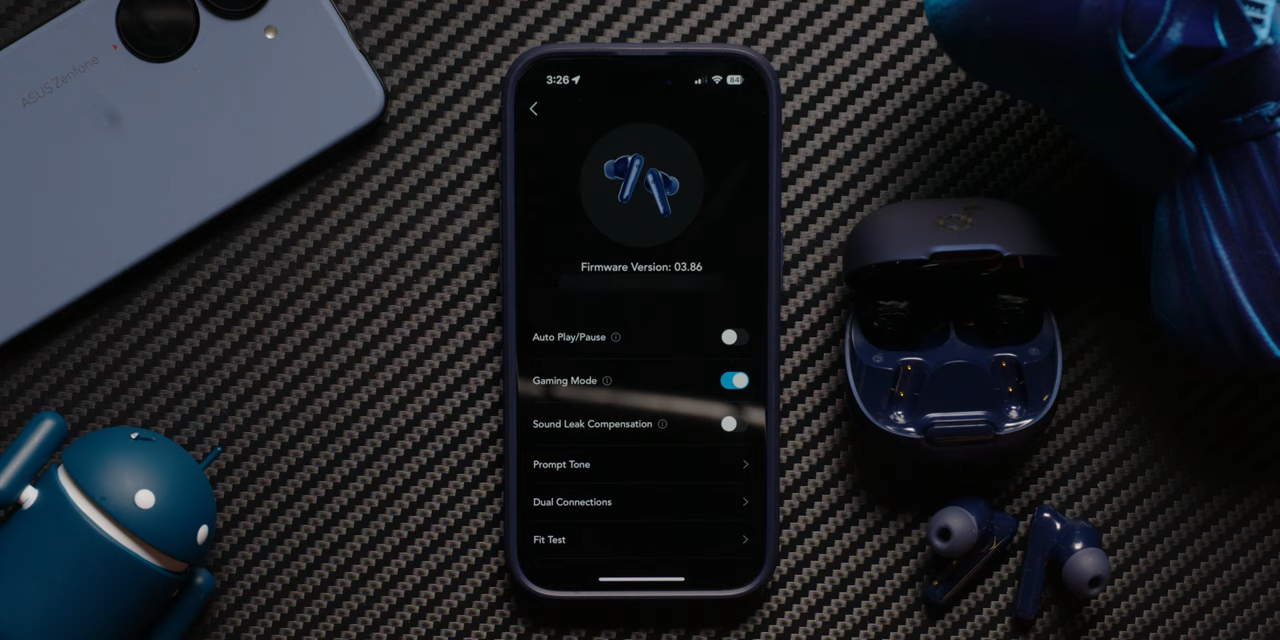 ASUS Zenfone
3:26
84
Firmware Version: 03.86
Auto Play/Pause
Gaming Mode
Sound Leak Compensation
Prompt Tone
Dual Connections
Fit Test